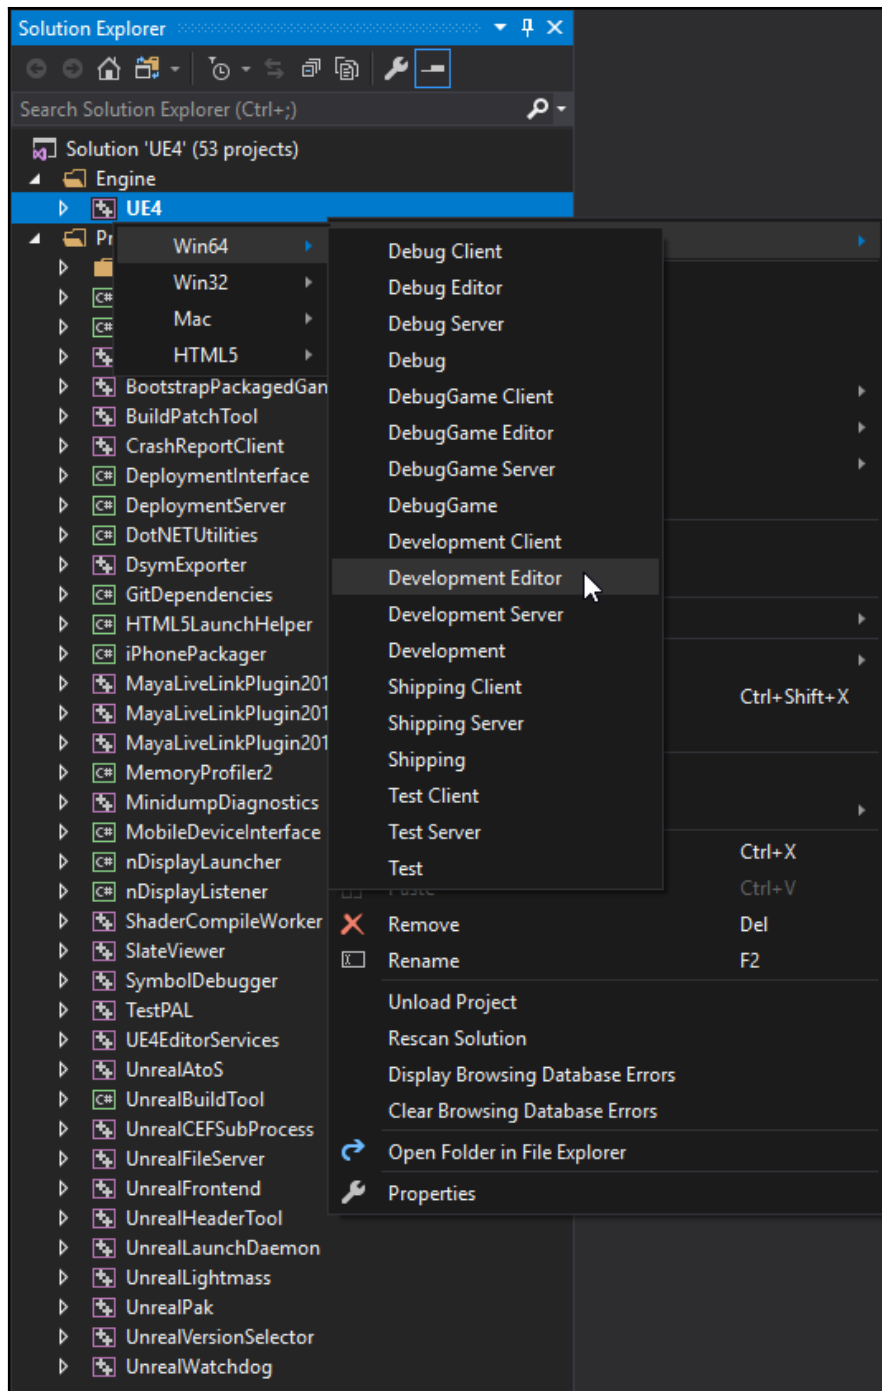 Solution Explorer
Search Solution Explorer (Ctrl+;)
Solution 'UE4' (53 projects)
Engine
UE4
Win64
Win32
Mac
HTML5
BootstrapPackagedGan
BuildPatchTool
CrashReportClient
DeploymentInterface
DeploymentServer
DotNETUtilities
DsymExporter
GitDependencies
HTML5LaunchHelper
iPhonePackager
MayaLiveLinkPlugin201
MayaLiveLinkPlugin201
MayaLiveLinkPlugin201
MemoryProfiler2
MinidumpDiagnostics
MobileDeviceInterface
nDisplayLauncher
nDisplayListener
ShaderCompileWorker
SlateViewer
SymbolDebugger
TestPAL
UE4EditorServices
UnrealAtoS
UnrealBuildTool
UnrealCEFSubProcess
UnrealFileServer
UnrealFrontend
UnrealHeaderTool
UnrealLaunchDaemon
UnrealLightmass
UnrealPak
UnrealVersionSelector
UnrealWatchdog
Debug Client
Debug Editor
Debug Server
Debug
DebugGame Client
DebugGame Editor
DebugGame Server
DebugGame
Development Client
Development Editor
Development Server
Development
Shipping Client
Shipping Server
Shipping
Test Client
Test Server
Test
Ctrl+Shift+X
Ctrl+X
Ctrl+V
Remove Del
Rename F2
Unload Project
Rescan Solution
Display Browsing Database Errors
Clear Browsing Database Errors
Open Folder in File Explorer
Properties